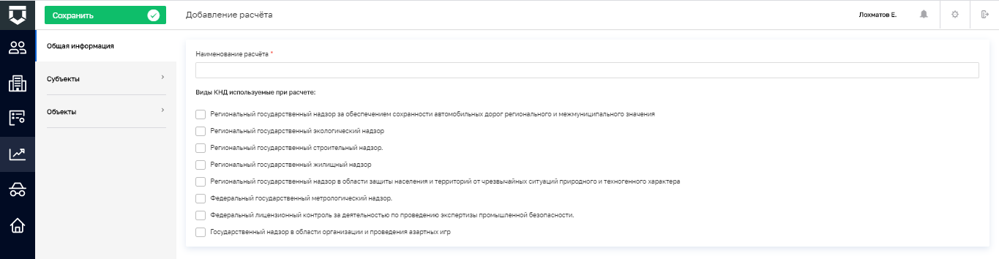 Сохранить
Добавление расчёта
Лохматов Е.
Общая информация
Субъекты
Объекты
Наименование расчёта *
Виды КНД используемые при расчете:
Региональный государственный надзор за обеспечением сохранности автомобильных дорог регионального и межмуниципального значения
Региональный государственный экологический надзор
Региональный государственный строительный надзор.
Региональный государственный жилищный надзор
Региональный государственный надзор в области защиты населения и территорий от чрезвычайных ситуаций природного и техногенного характера
Федеральный государственный метрологический надзор.
Федеральный лицензионный контроль за деятельностью по проведению экспертизы промышленной безопасности.
Государственный надзор в области организации и проведения азартных игр